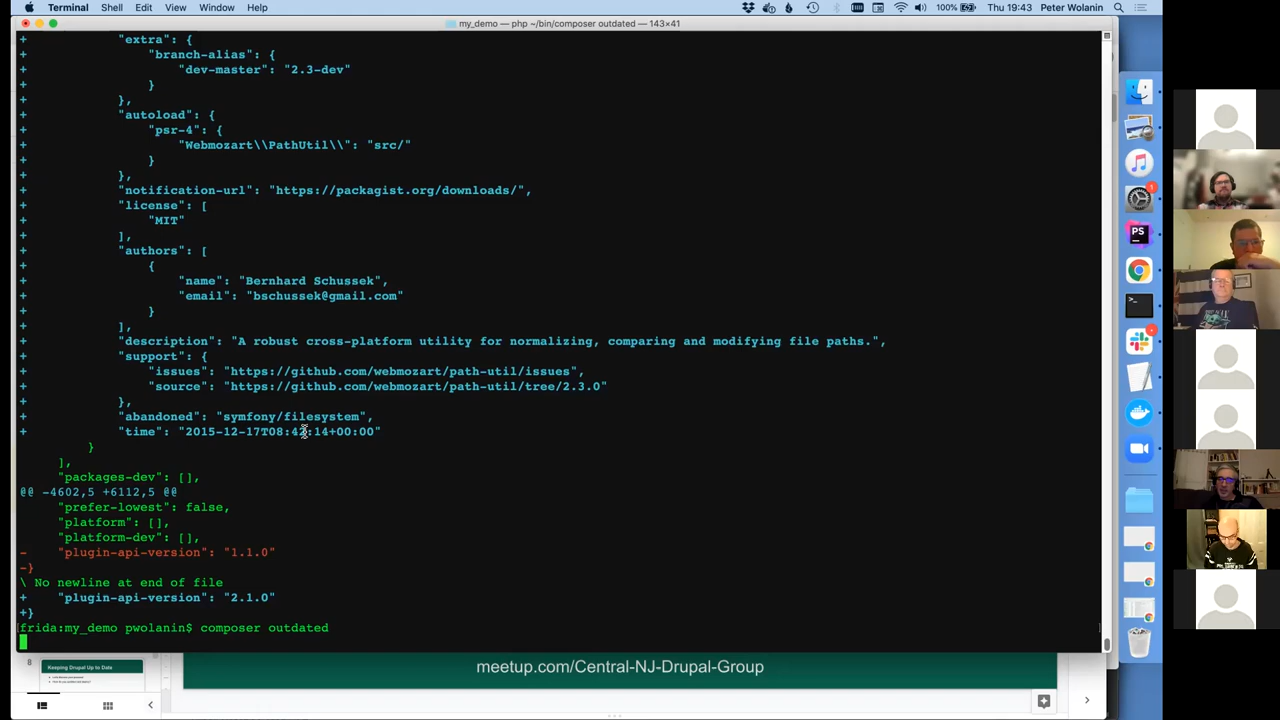 Terminal Shell Edit View Window Help 100% Thu 19:43 Peter Wolanin
my_demo — php ~/bin/composer outdated — 143×41
+ "extra": {
+ "branch-alias": {
+ "dev-master": "2.3-dev"
+ }
+ },
+ "autoload": {
+ "psr-4": {
+ "Webmozart\\PathUtil\\": "src/"
+ }
+ },
+ "notification-url": "https://packagist.org/downloads/",
+ "license": [
+ "MIT"
+ ],
+ "authors": [
+ {
+ "name": "Bernhard Schussek",
+ "email": "bschussek@gmail.com"
+ }
+ ],
+ "description": "A robust cross-platform utility for normalizing, comparing and modifying file paths.",
+ "support": {
+ "issues": "https://github.com/webmozart/path-util/issues",
+ "source": "https://github.com/webmozart/path-util/tree/2.3.0"
+ },
+ "abandoned": "symfony/filesystem",
+ "time": "2015-12-17T08:42:14+00:00"
}
],
"packages-dev": [],
@@ -4602,5 +6112,5 @@
"prefer-lowest": false,
"platform": [],
"platform-dev": [],
- "plugin-api-version": "1.1.0"
-}
\ No newline at end of file
+ "plugin-api-version": "2.1.0"
+}
[frida:my_demo pwolanin$ composer outdated ]
8 Keeping Drupal Up to Date
meetup.com/Central-NJ-Drupal-Group